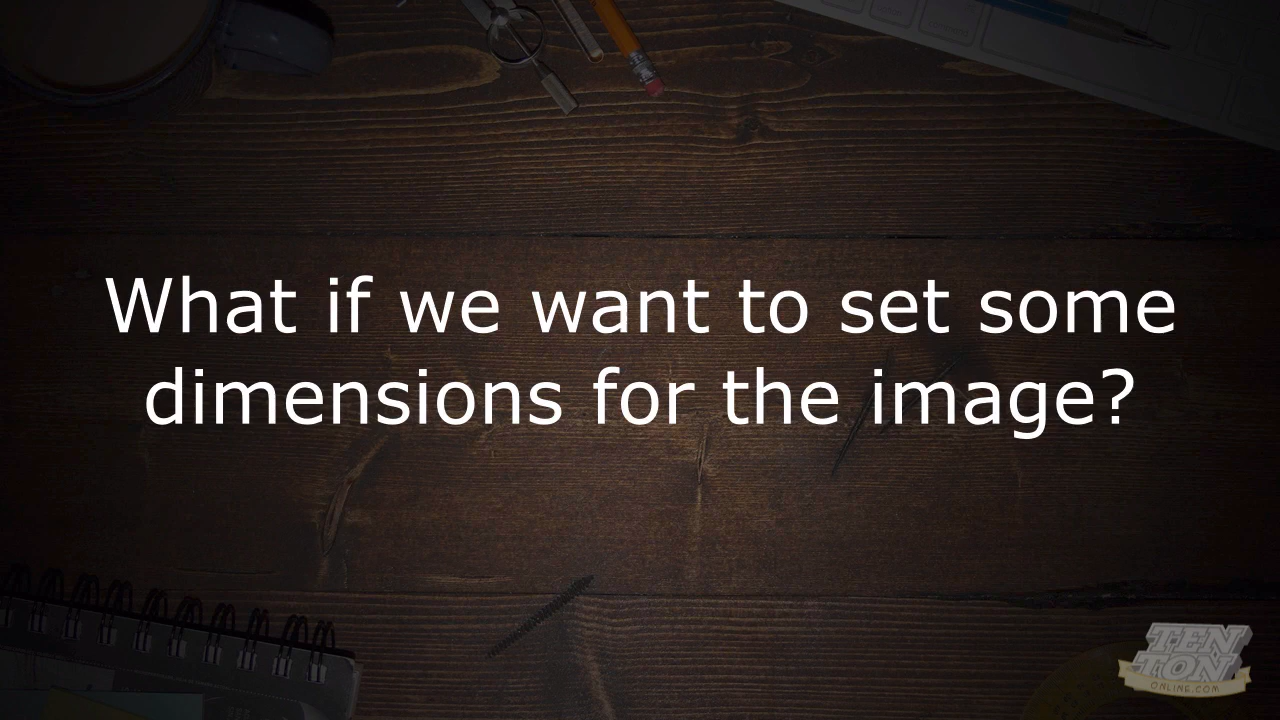 What if we want to set some
dimensions for the image?
TEN
TON
ONLINE.COM